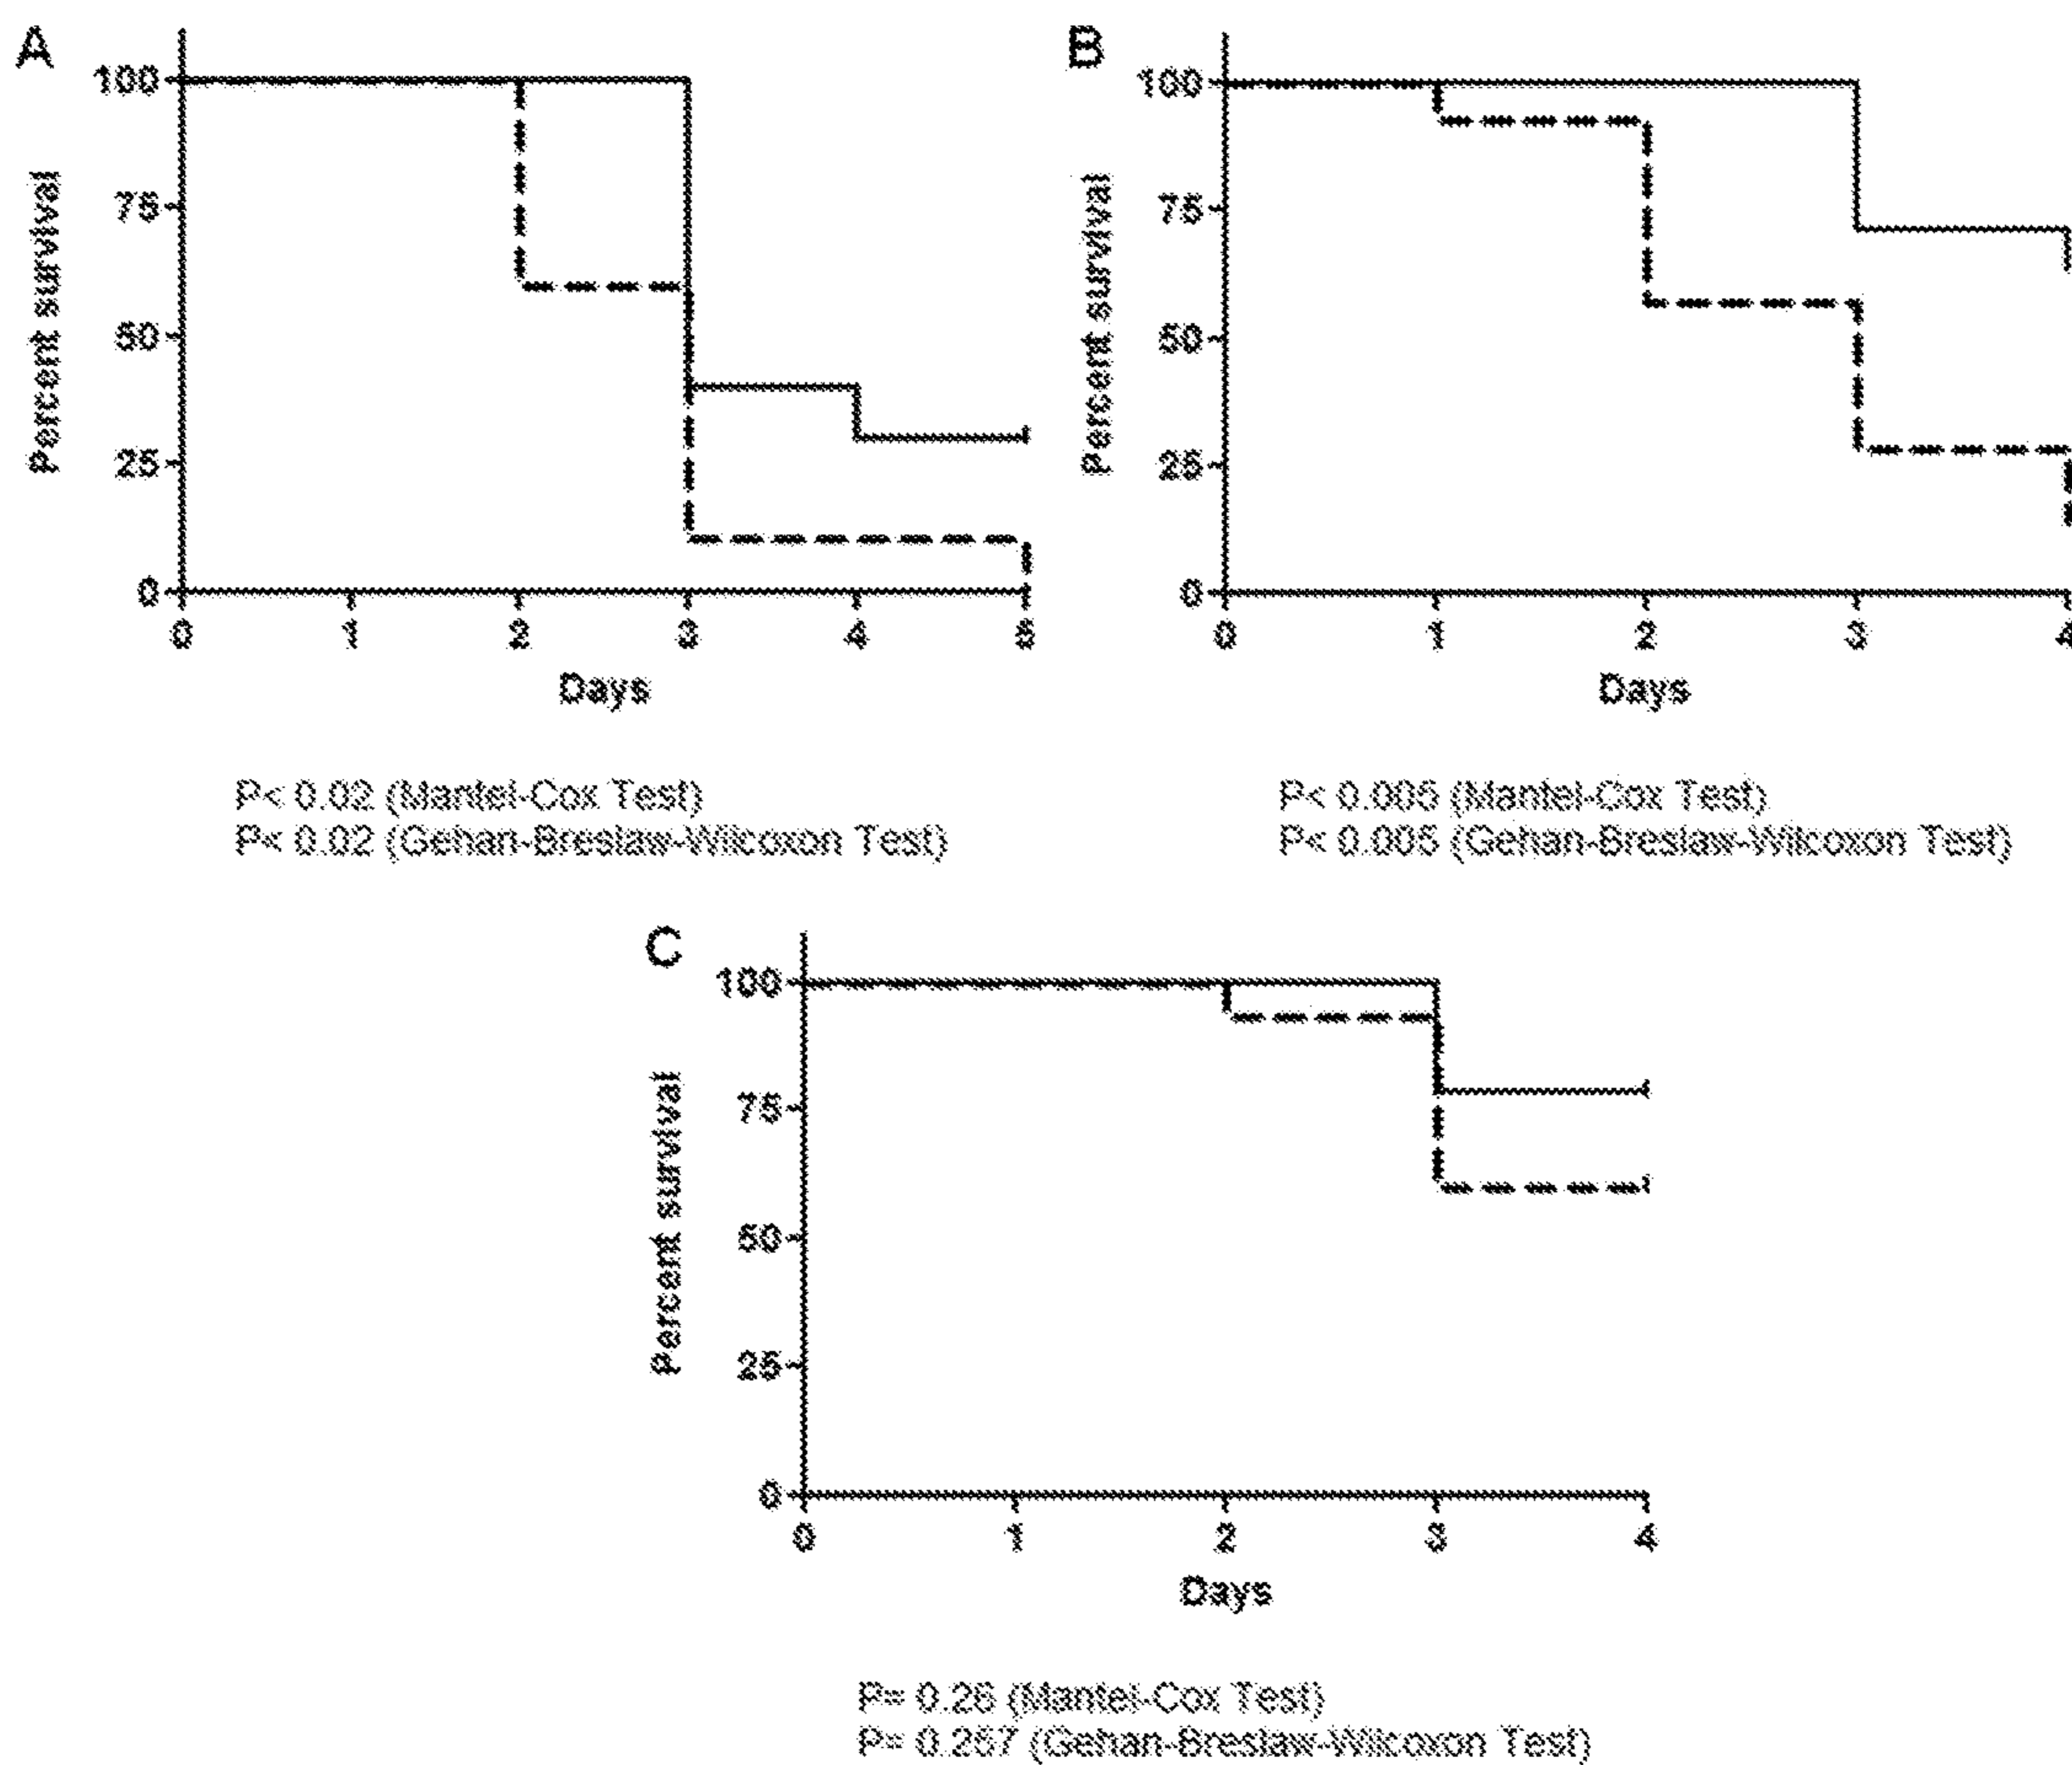 A
100
75
50
25
0
Percent survival
0 1 2 3 4 5
Days
P< 0.02 (Mantel-Cox Test)
P< 0.02 (Gehan-Breslaw-Wilcoxon Test)
B
100
75
50
25
0
Percent survival
0 1 2 3 4
Days
P< 0.005 (Mantel-Cox Test)
P< 0.005 (Gehan-Breslaw-Wilcoxon Test)
C
100
75
50
25
0
Percent survival
0 1 2 3 4
Days
P= 0.26 (Mantel-Cox Test)
P= 0.257 (Gehan-Breslaw-Wilcoxon Test)